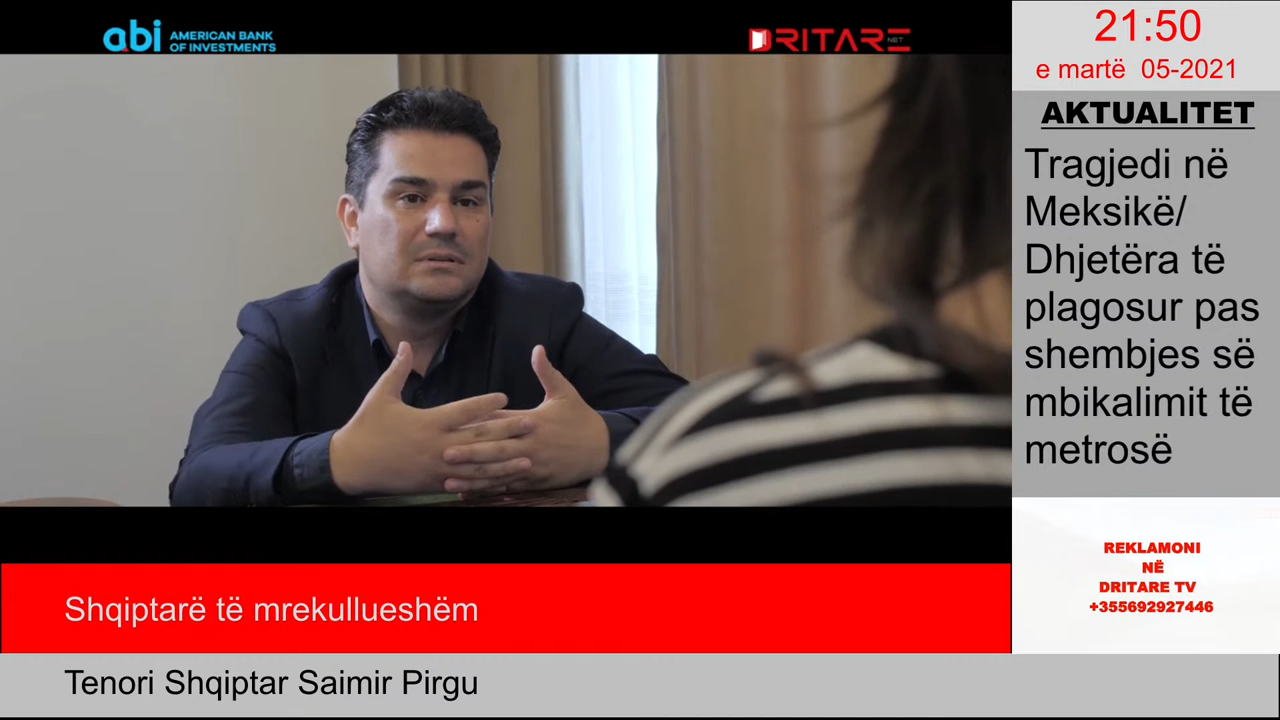 abi AMERICAN BANK
OF INVESTMENTS
DRITARE
NET
21:50
e martë 05-2021
AKTUALITET
Tragjedi në
Meksikë/
Dhjetëra të
plagosur pas
shembjes së
mbikalimit të
metrosë
REKLAMONI
NË
DRITARE TV
+355692927446
Shqiptarë të mrekullueshëm
Tenori Shqiptar Saimir Pirgu